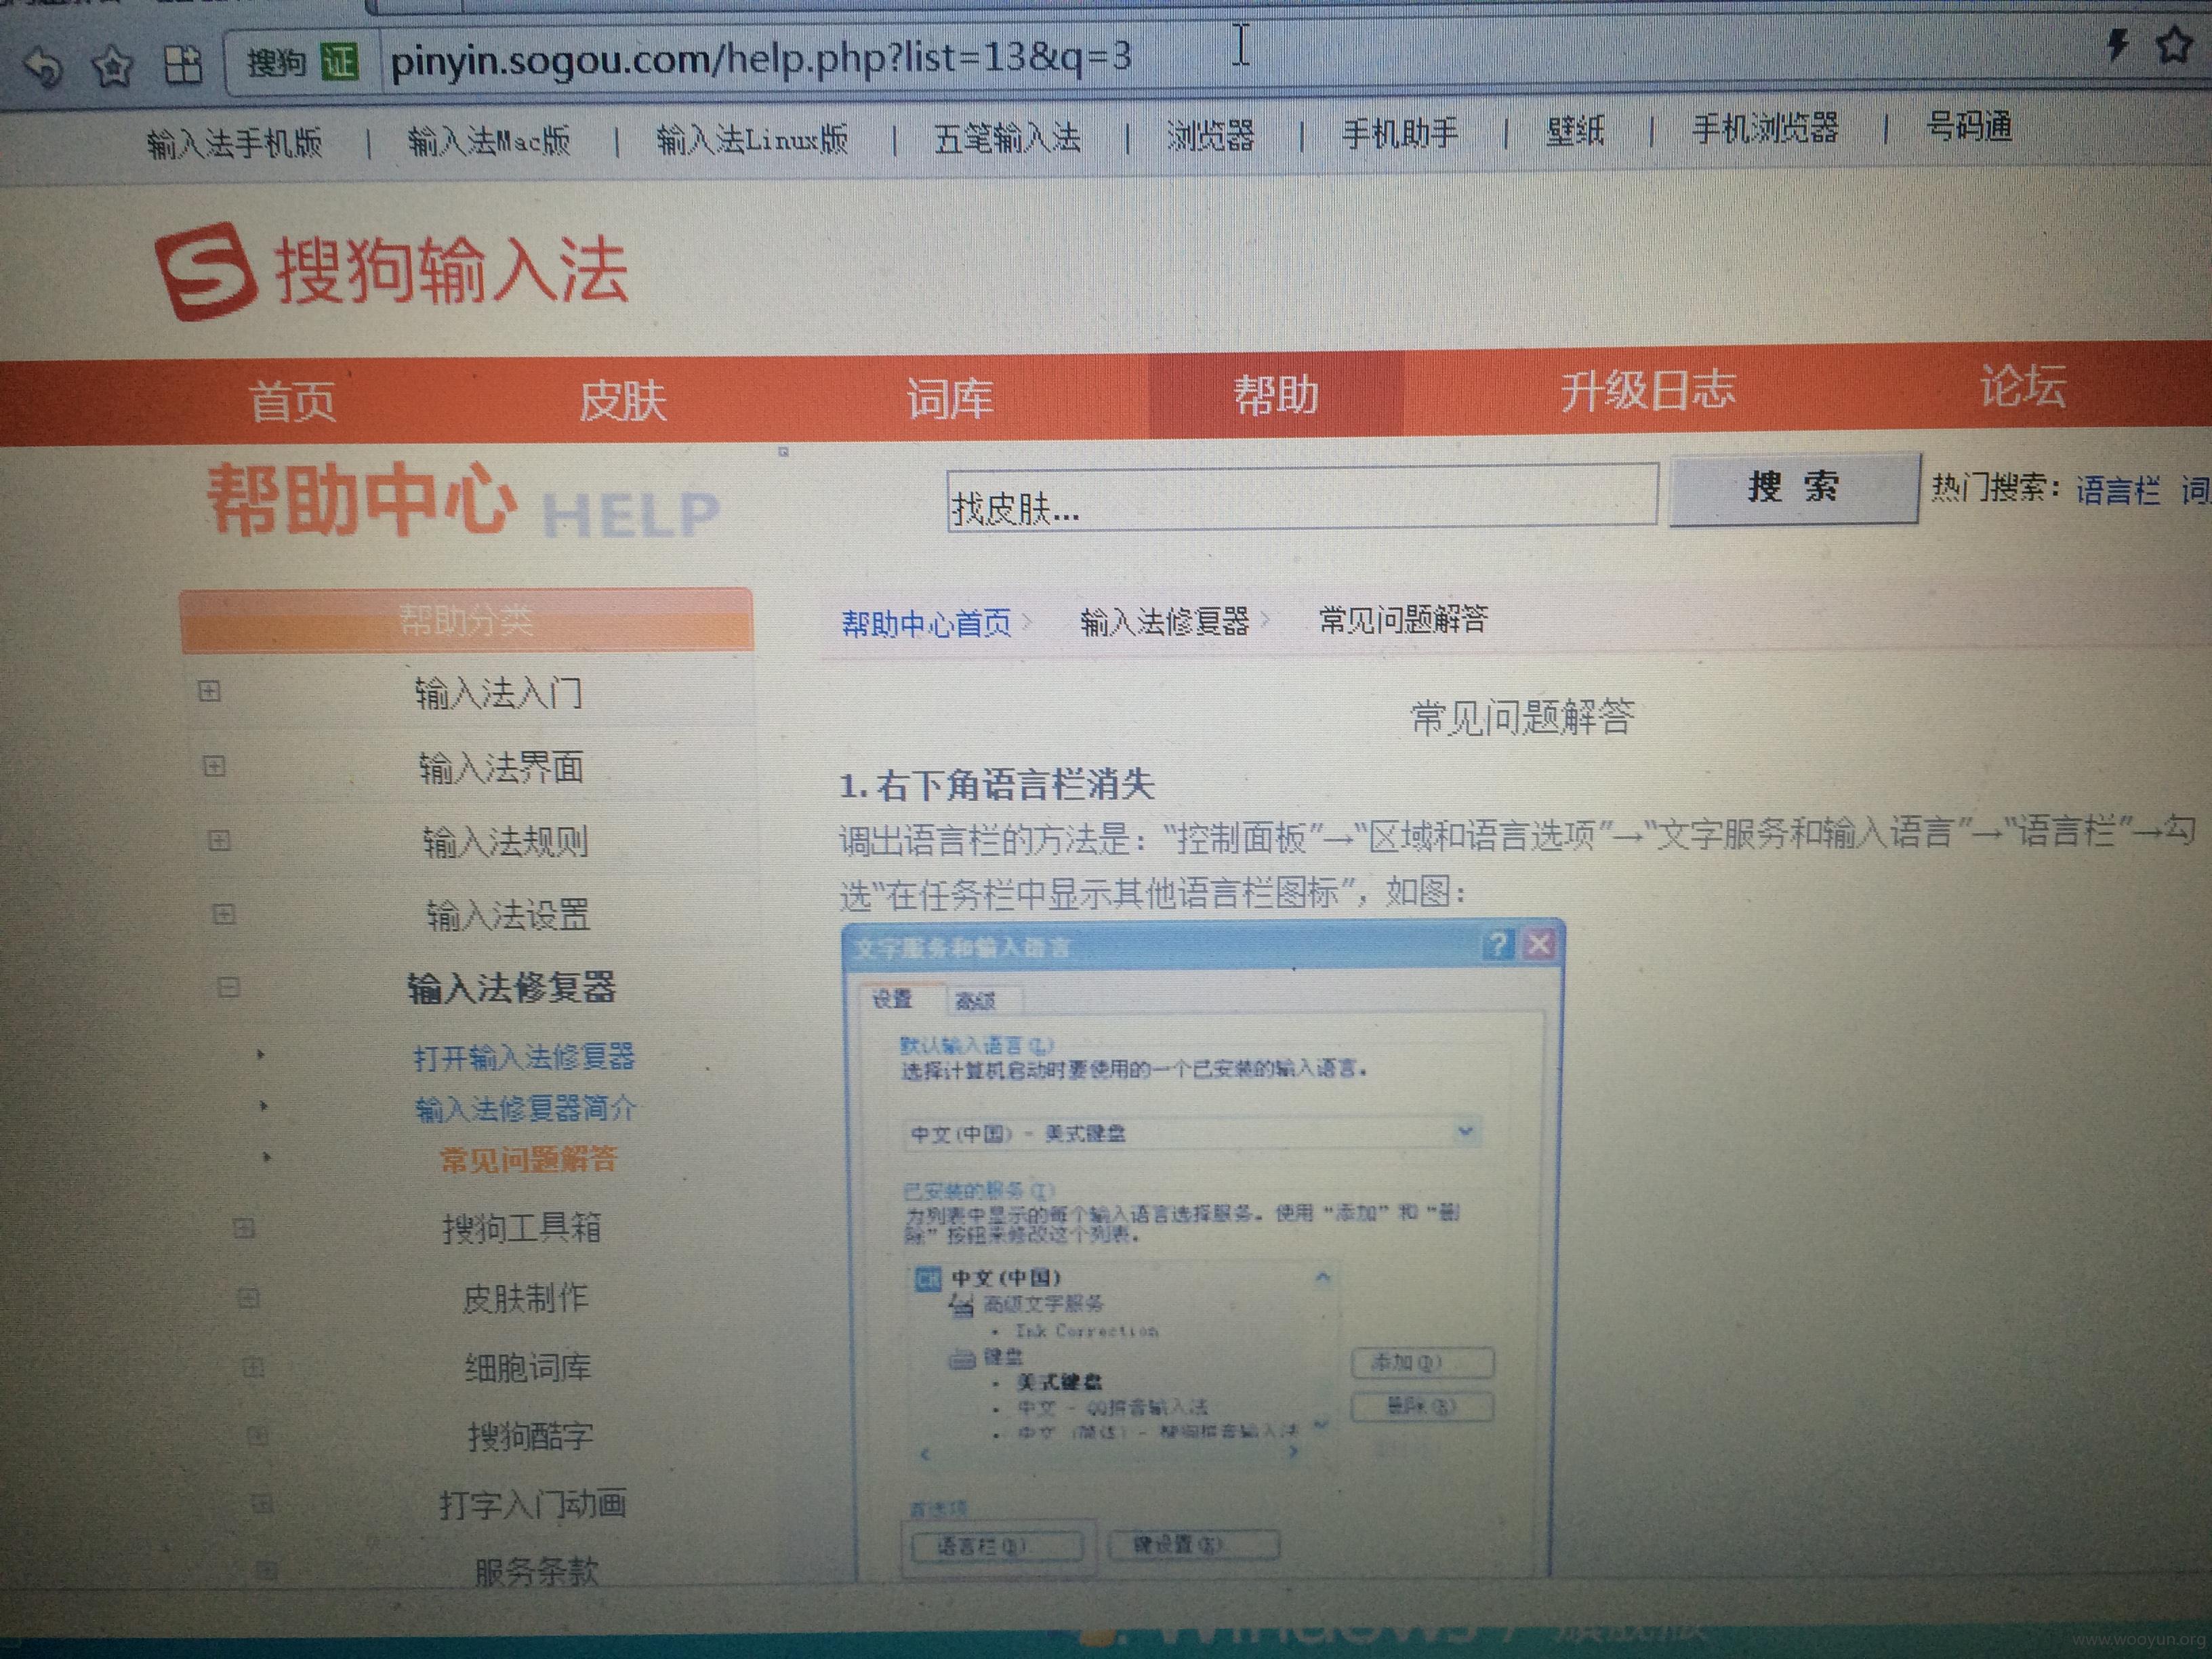 搜狗 证 pinyin.sogou.com/help.php?list=13&q=3
输入法手机版 | 输入法Mac版 | 输入法Linux版 | 五笔输入法 | 浏览器 | 手机助手 | 壁纸 | 手机浏览器 | 号码通
S 搜狗输入法
首页 皮肤 词库 帮助 升级日志 论坛
帮助中心 HELP
找皮肤... 搜 索 热门搜索: 语言栏 词
帮助分类
输入法入门
输入法界面
输入法规则
输入法设置
输入法修复器
打开输入法修复器
输入法修复器简介
常见问题解答
搜狗工具箱
皮肤制作
细胞词库
搜狗酷字
打字入门动画
服务条款
帮助中心首页 > 输入法修复器 > 常见问题解答
常见问题解答
1.右下角语言栏消失
调出语言栏的方法是:“控制面板”→“区域和语言选项”→“文字服务和输入语言”→“语言栏”→勾
选“在任务栏中显示其他语言栏图标”，如图:
文字服务和输入语言
设置 高级
默认输入语言(L)
选择计算机启动时要使用的一个已安装的输入语言。
中文(中国) - 美式键盘
已安装的服务(I)
为列表中显示的每个输入语言选择服务。使用“添加”和“删
除”按钮来修改这个列表。
CH 中文(中国)
高级文字服务
• Ink Correction
键盘
• 美式键盘
• 中文 - QQ拼音输入法
• 中文 (简体) - 搜狗拼音输入法
添加(D)
删除(R)
首选项
语言栏(B) 键设置(K)
Windows 7 旗舰版
www.wooyun.org